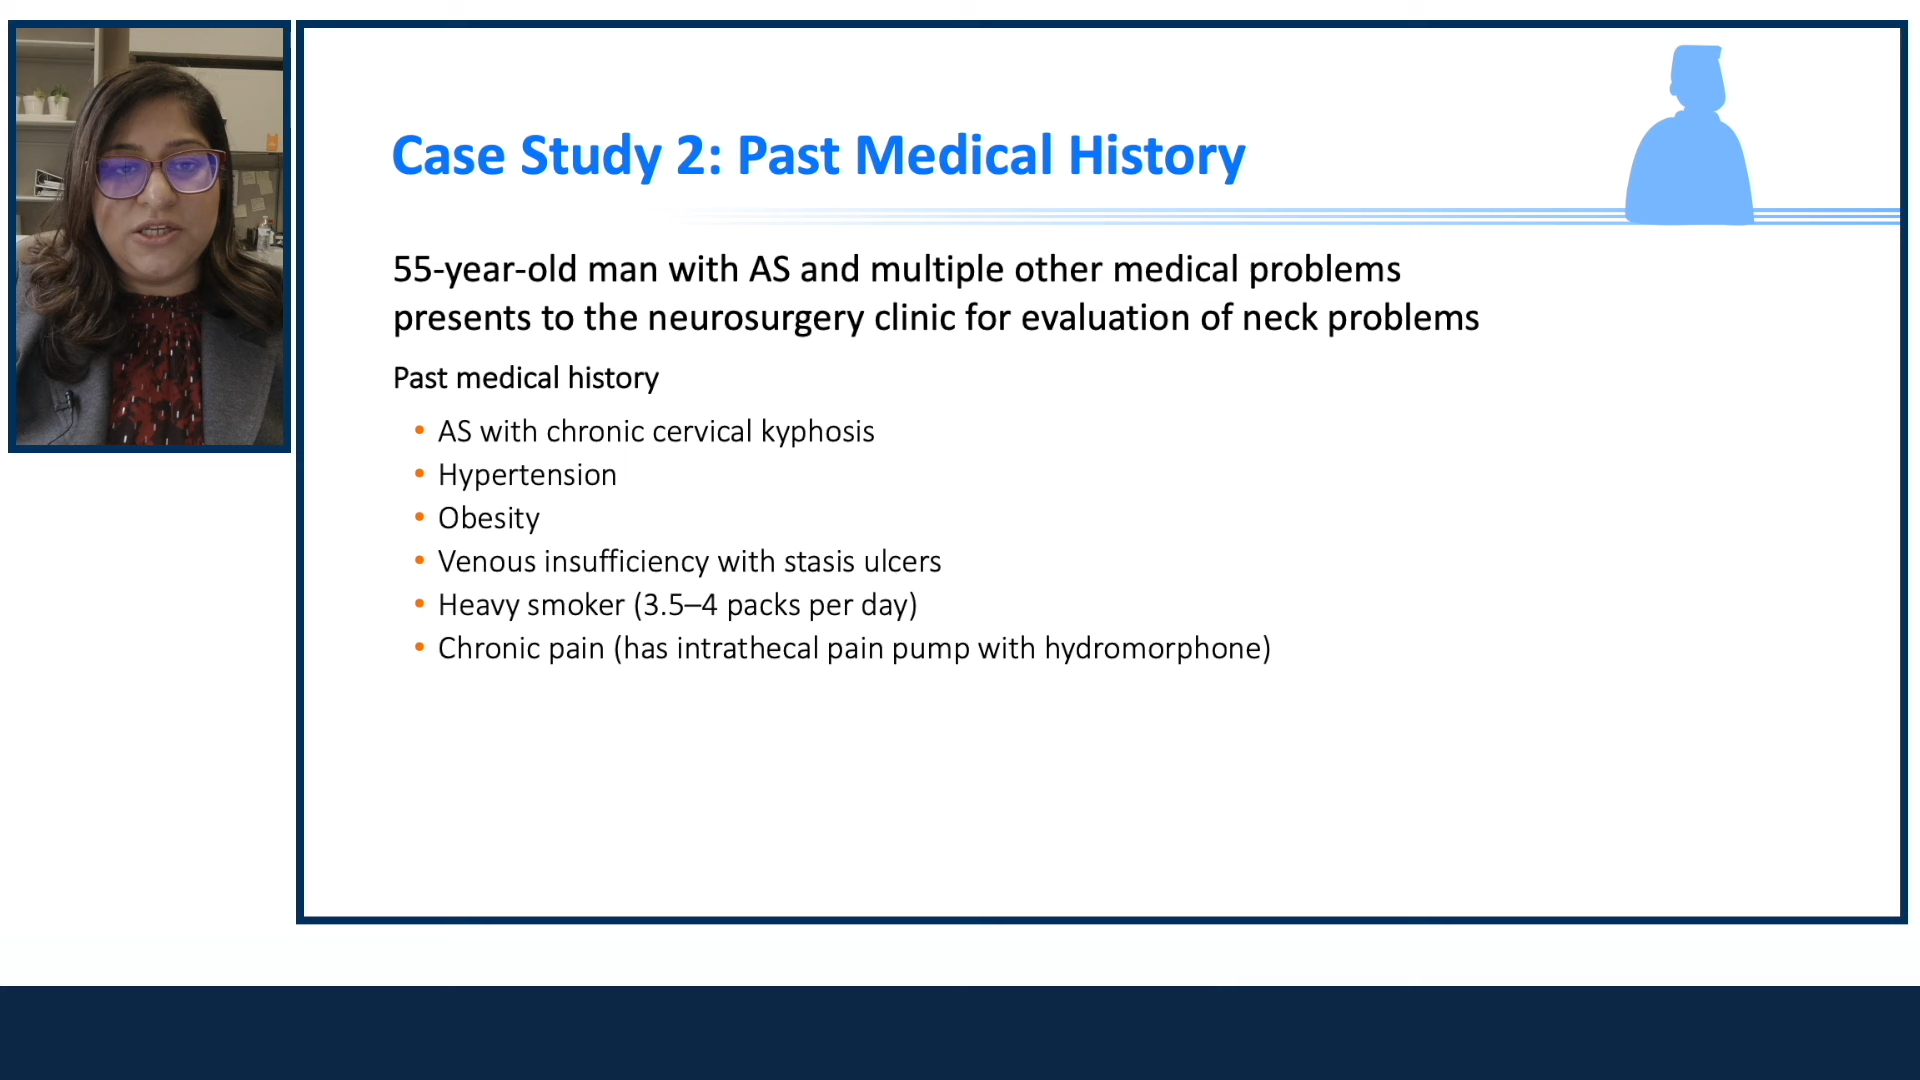 Case Study 2: Past Medical History
55-year-old man with AS and multiple other medical problems
presents to the neurosurgery clinic for evaluation of neck problems
Past medical history
• AS with chronic cervical kyphosis
• Hypertension
• Obesity
• Venous insufficiency with stasis ulcers
• Heavy smoker (3.5–4 packs per day)
• Chronic pain (has intrathecal pain pump with hydromorphone)